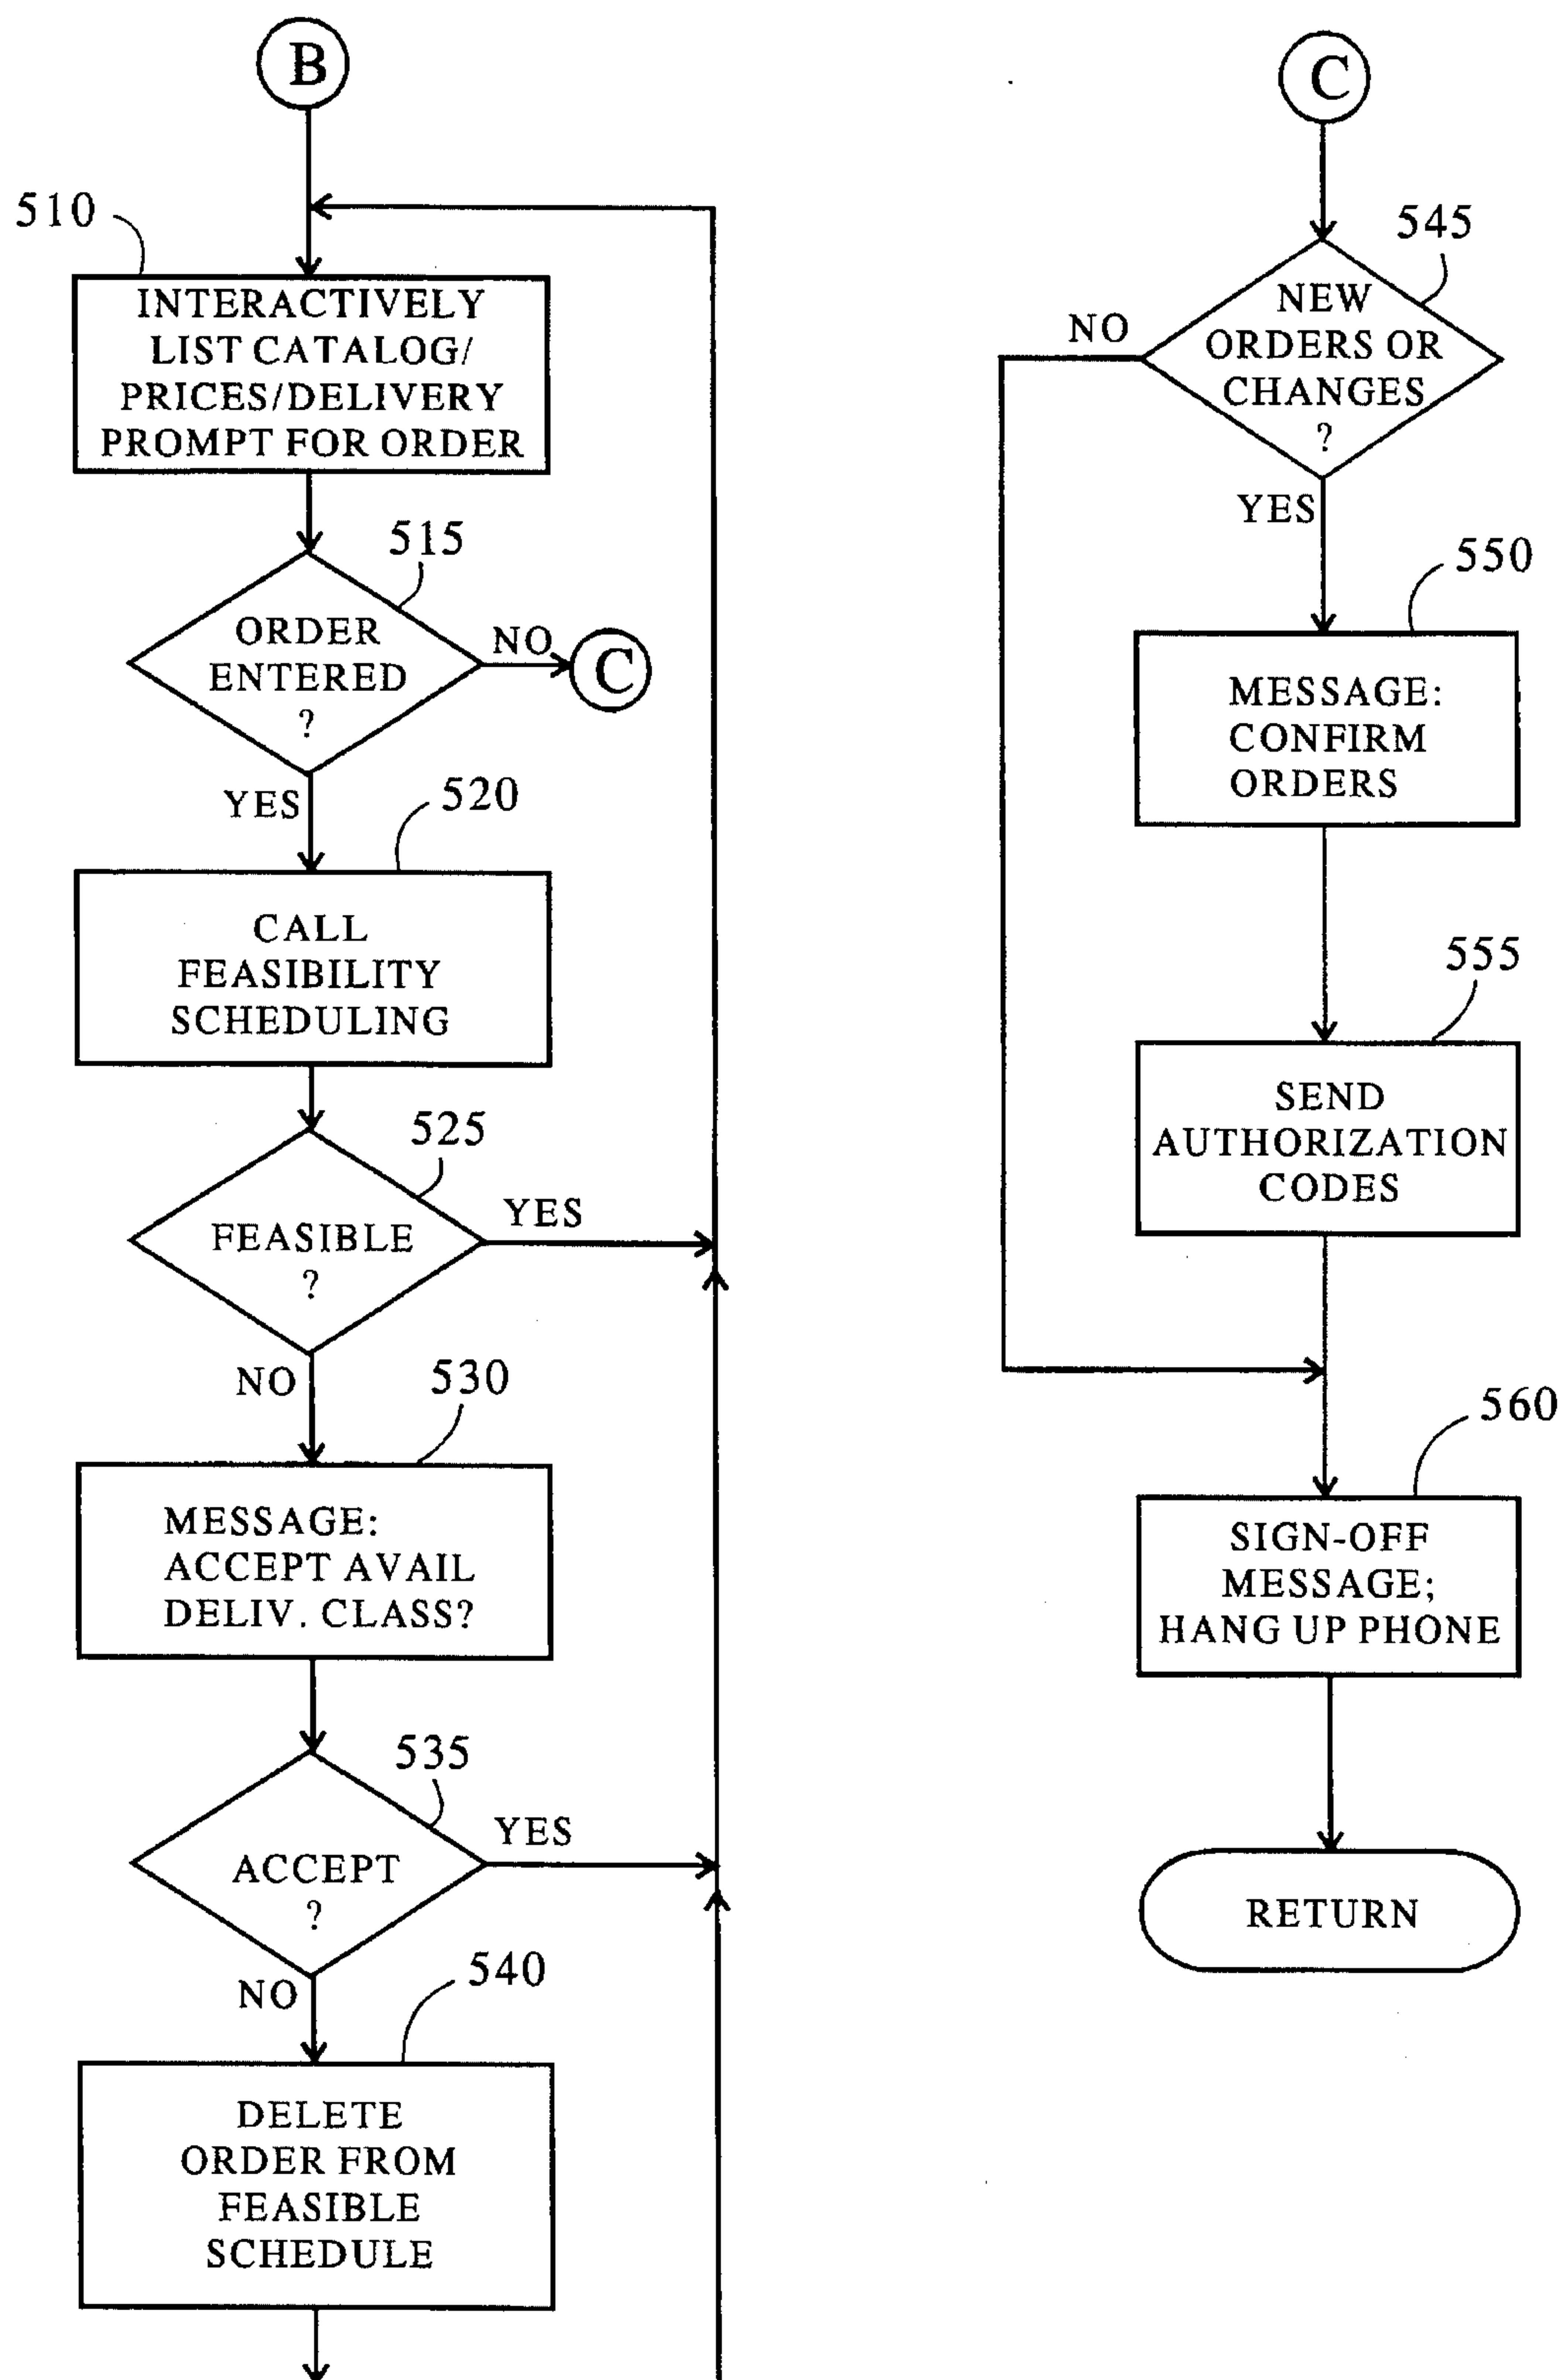 B
510
INTERACTIVELY
LIST CATALOG/
PRICES/DELIVERY
PROMPT FOR ORDER
515
ORDER
ENTERED
?
NO
C
YES
520
CALL
FEASIBILITY
SCHEDULING
525
FEASIBLE
?
YES
NO
530
MESSAGE:
ACCEPT AVAIL
DELIV. CLASS?
535
ACCEPT
?
YES
NO
540
DELETE
ORDER FROM
FEASIBLE
SCHEDULE
C
545
NEW
ORDERS OR
CHANGES
?
NO
YES
550
MESSAGE:
CONFIRM
ORDERS
555
SEND
AUTHORIZATION
CODES
560
SIGN-OFF
MESSAGE;
HANG UP PHONE
RETURN